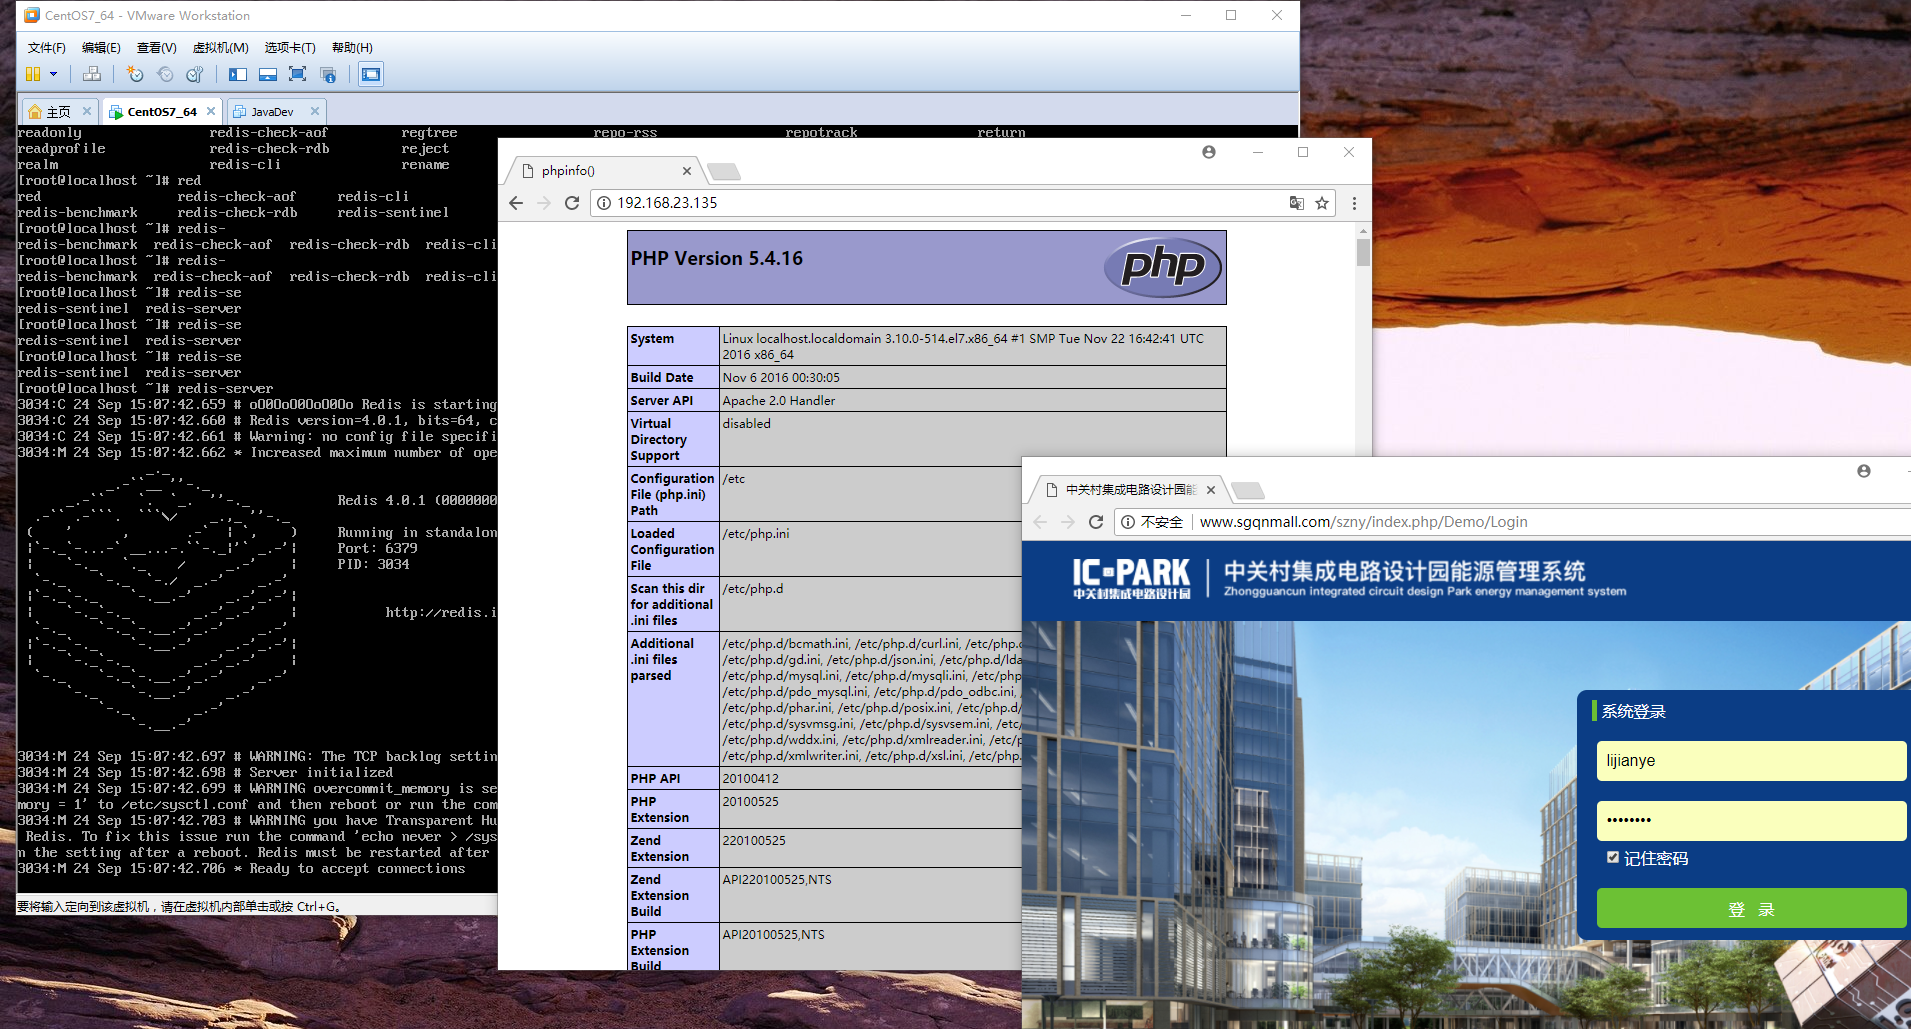 CentOS7_64 - VMware Workstation
文件(F) 编辑(E) 查看(V) 虚拟机(M) 选项卡(T) 帮助(H)
主页 CentOS7_64 JavaDev
readonly redis-check-aof regtree repo-rss repotrack return
readprofile redis-check-rdb reject
realm redis-cli rename
[root@localhost ~]# red
red redis-check-aof redis-cli
redis-benchmark redis-check-rdb redis-sentinel
[root@localhost ~]# redis-
redis-benchmark redis-check-aof redis-check-rdb redis-cli
[root@localhost ~]# redis-
redis-benchmark redis-check-aof redis-check-rdb redis-cli
[root@localhost ~]# redis-se
redis-sentinel redis-server
[root@localhost ~]# redis-se
redis-sentinel redis-server
[root@localhost ~]# redis-se
redis-sentinel redis-server
[root@localhost ~]# redis-server
3034:C 24 Sep 15:07:42.659 # oO0OoO0OoO0Oo Redis is starting
3034:C 24 Sep 15:07:42.660 # Redis version=4.0.1, bits=64, c
3034:C 24 Sep 15:07:42.661 # Warning: no config file specifi
3034:M 24 Sep 15:07:42.662 * Increased maximum number of ope
Redis 4.0.1 (0000000
Running in standalon
Port: 6379
PID: 3034
http://redis.i
3034:M 24 Sep 15:07:42.697 # WARNING: The TCP backlog settin
3034:M 24 Sep 15:07:42.698 # Server initialized
3034:M 24 Sep 15:07:42.699 # WARNING overcommit_memory is se
mory = 1' to /etc/sysctl.conf and then reboot or run the com
3034:M 24 Sep 15:07:42.703 # WARNING you have Transparent Hu
Redis. To fix this issue run the command 'echo never > /sys
n the setting after a reboot. Redis must be restarted after
3034:M 24 Sep 15:07:42.706 * Ready to accept connections
要将输入定向到该虚拟机，请在虚拟机内部单击或按 Ctrl+G。
phpinfo()
192.168.23.135
PHP Version 5.4.16
php
System Linux localhost.localdomain 3.10.0-514.el7.x86_64 #1 SMP Tue Nov 22 16:42:41 UTC
2016 x86_64
Build Date Nov 6 2016 00:30:05
Server API Apache 2.0 Handler
Virtual disabled
Directory
Support
Configuration /etc
File (php.ini)
Path
Loaded /etc/php.ini
Configuration
File
Scan this dir /etc/php.d
for additional
.ini files
Additional /etc/php.d/bcmath.ini, /etc/php.d/curl.ini, /etc/php.
.ini files /etc/php.d/gd.ini, /etc/php.d/json.ini, /etc/php.d/lda
parsed /etc/php.d/mysql.ini, /etc/php.d/mysqli.ini, /etc/php
/etc/php.d/pdo_mysql.ini, /etc/php.d/pdo_odbc.ini,
/etc/php.d/phar.ini, /etc/php.d/posix.ini, /etc/php.d/
/etc/php.d/sysvmsg.ini, /etc/php.d/sysvsem.ini, /etc/
/etc/php.d/wddx.ini, /etc/php.d/xmlreader.ini, /etc/p
/etc/php.d/xmlwriter.ini, /etc/php.d/xsl.ini, /etc/php.
PHP API 20100412
PHP 20100525
Extension
Zend 220100525
Extension
Zend API220100525,NTS
Extension
Build
PHP API20100525,NTS
Extension
Build
中关村集成电路设计园能
不安全 www.sgqnmall.com/szny/index.php/Demo/Login
IC PARK 中关村集成电路设计园能源管理系统
中关村集成电路设计园 Zhongguancun integrated circuit design Park energy management system
系统登录
lijianye
••••••••
记住密码
登 录